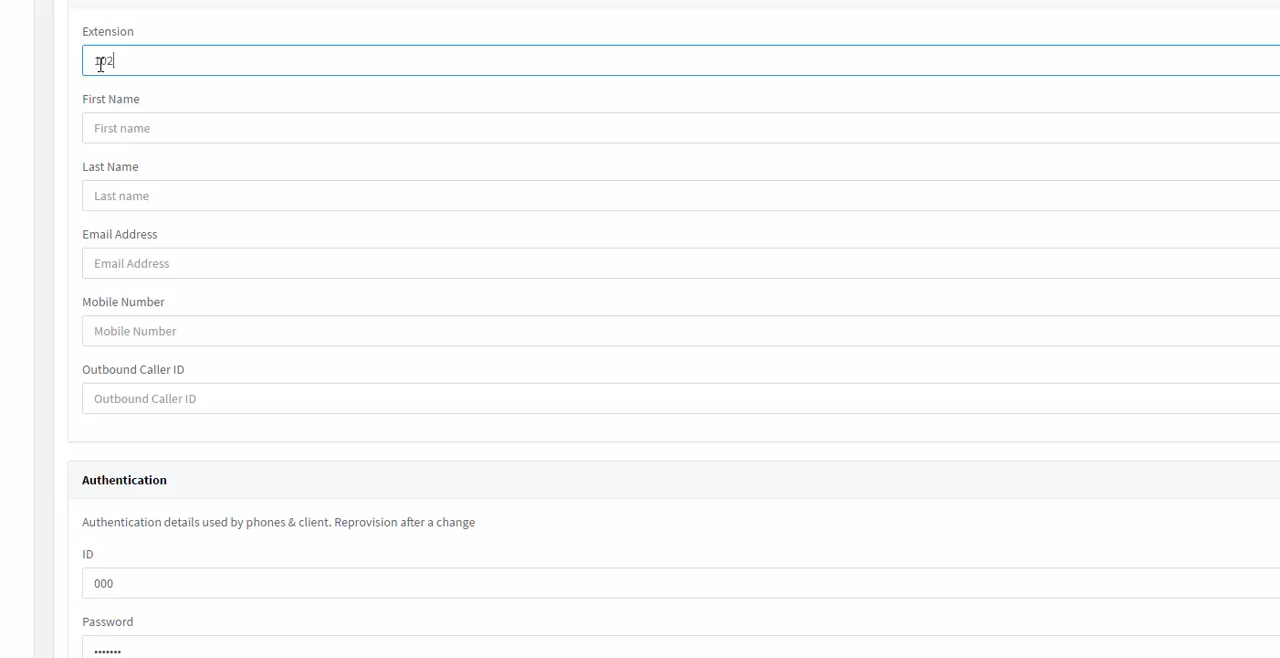 Extension
102
First Name
First name
Last Name
Last name
Email Address
Email Address
Mobile Number
Mobile Number
Outbound Caller ID
Outbound Caller ID
Authentication
Authentication details used by phones & client. Reprovision after a change
ID
000
Password
•••••••